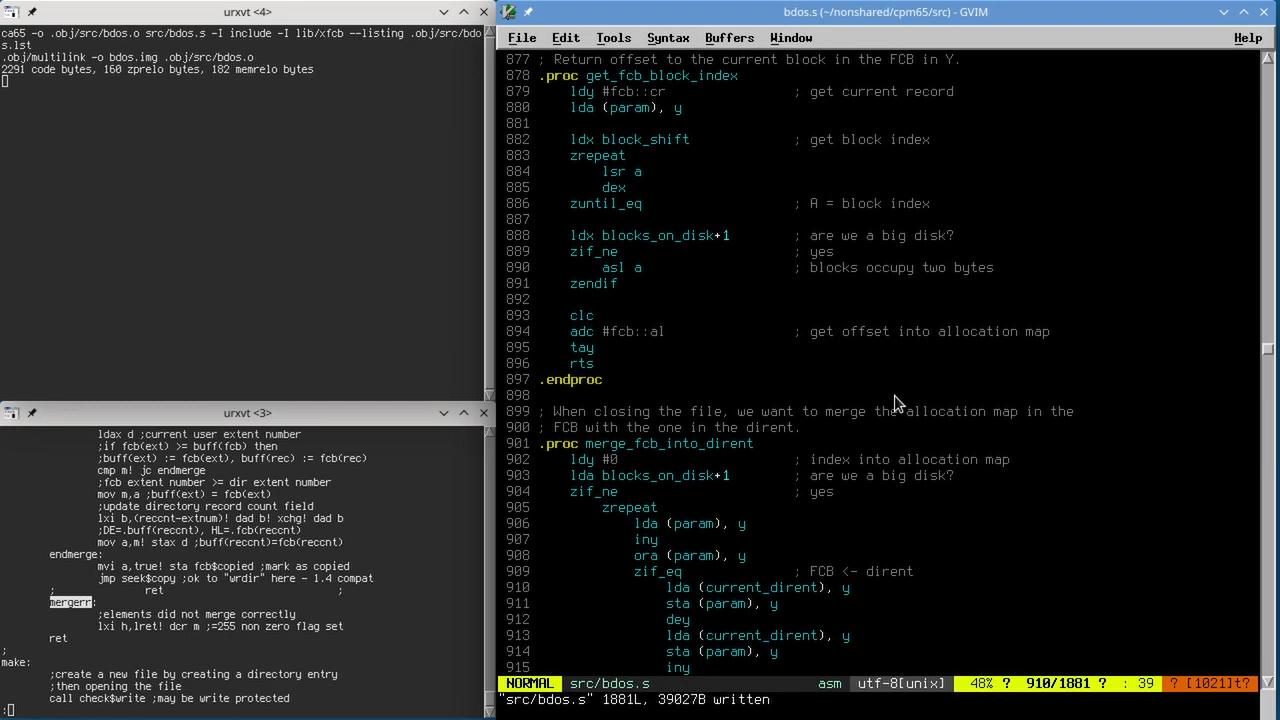 urxvt <4>
ca65 -o .obj/src/bdos.o src/bdos.s -I include -I lib/xfcb --listing .obj/src/bdo
s.lst
.obj/multilink -o bdos.img .obj/src/bdos.o
2291 code bytes, 160 zprelo bytes, 182 memrelo bytes
urxvt <3>
ldax d ;current user extent number
;if fcb(ext) >= buff(fcb) then
;buff(ext) := fcb(ext), buff(rec) := fcb(rec)
cmp m! jc endmerge
;fcb extent number >= dir extent number
mov m,a ;buff(ext) = fcb(ext)
;update directory record count field
lxi b,(reccnt-extnum)! dad b! xchg! dad b
;DE=.buff(reccnt), HL=.fcb(reccnt)
mov a,m! stax d ;buff(reccnt)=fcb(reccnt)
endmerge:
mvi a,true! sta fcb$copied ;mark as copied
jmp seek$copy ;ok to "wrdir" here - 1.4 compat
; ret ;
mergerr:
;elements did not merge correctly
lxi h,lret! dcr m ;=255 non zero flag set
ret
;
make:
;create a new file by creating a directory entry
;then opening the file
call check$write ;may be write protected
:
bdos.s (~/nonshared/cpm65/src) - GVIM
File Edit Tools Syntax Buffers Window Help
877 ; Return offset to the current block in the FCB in Y.
878 .proc get_fcb_block_index
879 ldy #fcb::cr ; get current record
880 lda (param), y
881
882 ldx block_shift ; get block index
883 zrepeat
884 lsr a
885 dex
886 zuntil_eq ; A = block index
887
888 ldx blocks_on_disk+1 ; are we a big disk?
889 zif_ne ; yes
890 asl a ; blocks occupy two bytes
891 zendif
892
893 clc
894 adc #fcb::al ; get offset into allocation map
895 tay
896 rts
897 .endproc
898
899 ; When closing the file, we want to merge the allocation map in the
900 ; FCB with the one in the dirent.
901 .proc merge_fcb_into_dirent
902 ldy #0 ; index into allocation map
903 lda blocks_on_disk+1 ; are we a big disk?
904 zif_ne ; yes
905 zrepeat
906 lda (param), y
907 iny
908 ora (param), y
909 zif_eq ; FCB <- dirent
910 lda (current_dirent), y
911 sta (param), y
912 dey
913 lda (current_dirent), y
914 sta (param), y
915 iny
NORMAL src/bdos.s asm utf-8[unix] 48% ? 910/1881 ? : 39 ? [1021]t?
"src/bdos.s" 1881L, 39027B written